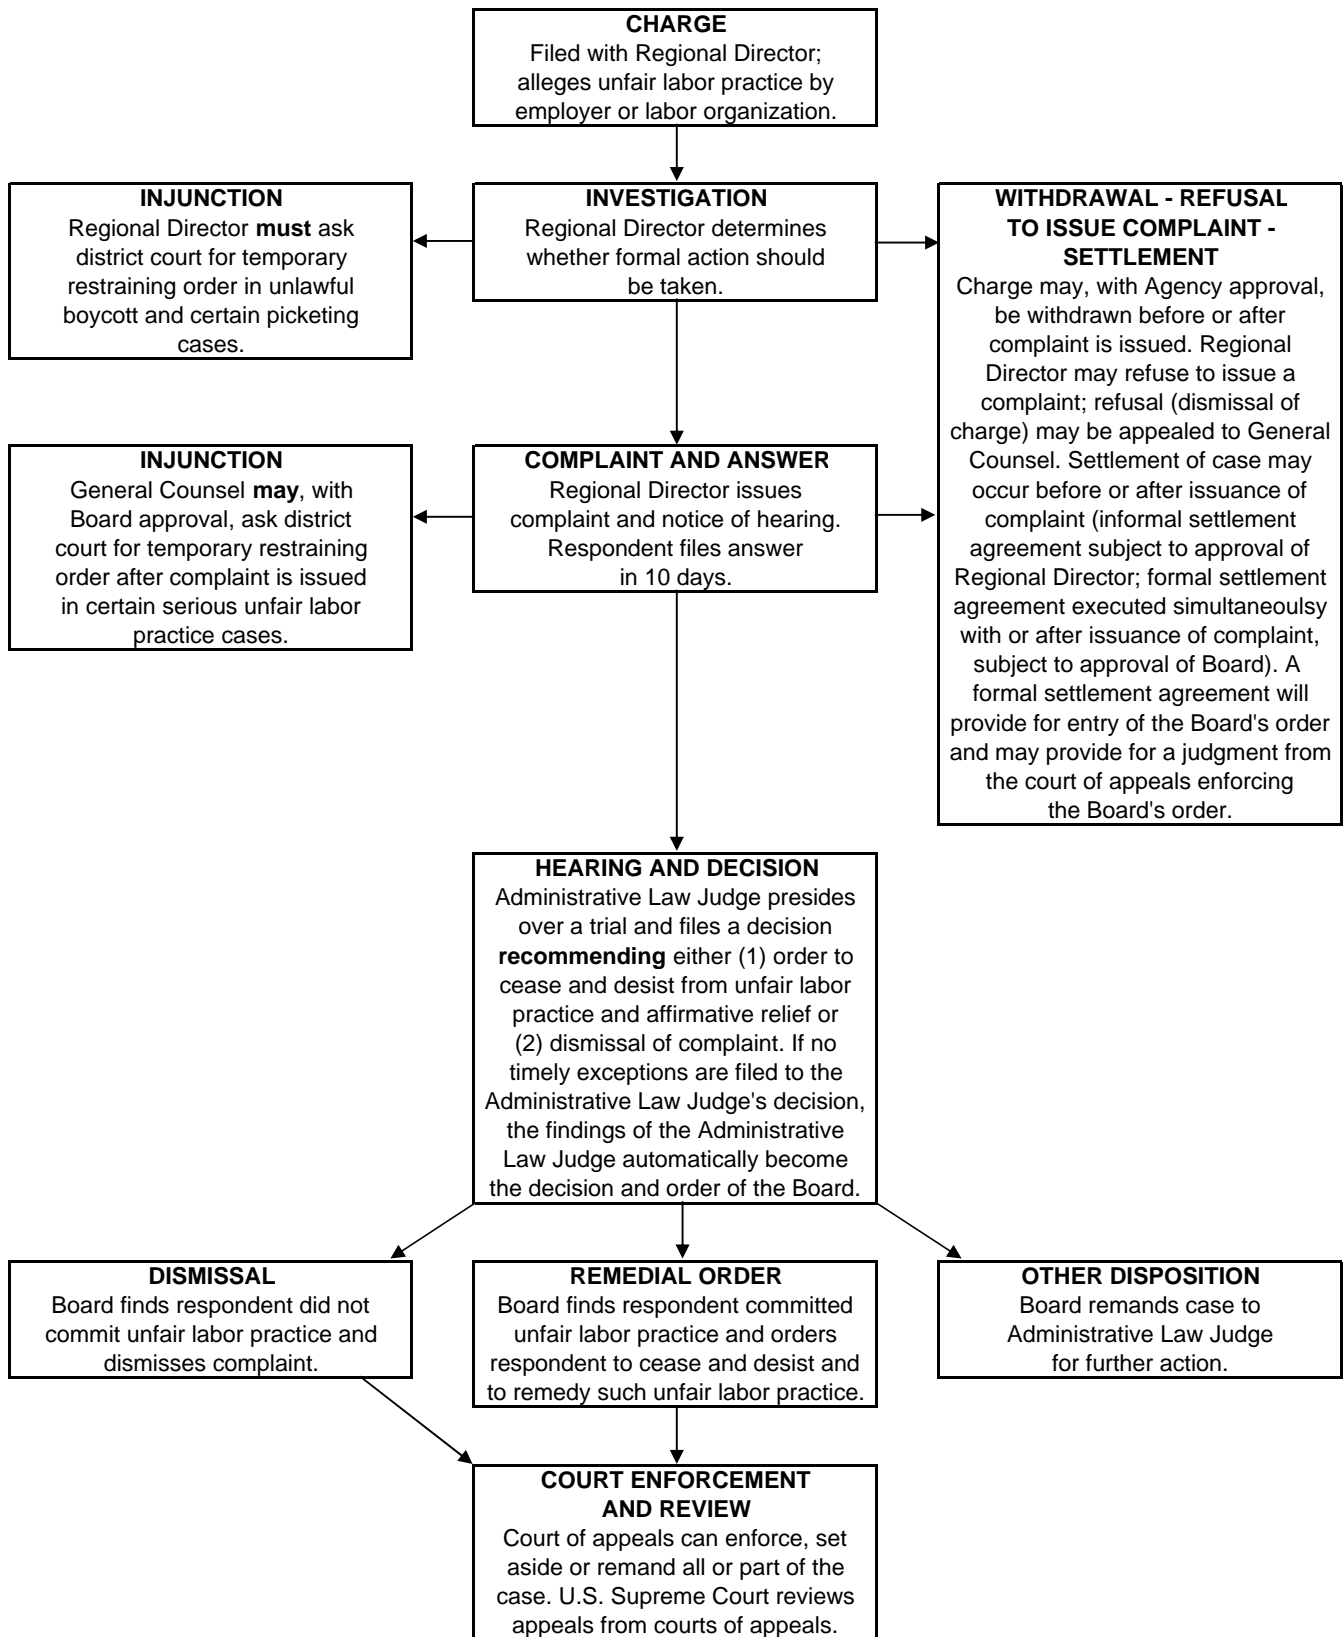 CHARGE
Filed with Regional Director;
alleges unfair labor practice by
employer or labor organization.
INJUNCTION
Regional Director must ask
district court for temporary
restraining order in unlawful
boycott and certain picketing
cases.
INVESTIGATION
Regional Director determines
whether formal action should
be taken.
WITHDRAWAL - REFUSAL
TO ISSUE COMPLAINT -
SETTLEMENT
Charge may, with Agency approval,
be withdrawn before or after
complaint is issued. Regional
Director may refuse to issue a
complaint; refusal (dismissal of
charge) may be appealed to General
Counsel. Settlement of case may
occur before or after issuance of
complaint (informal settlement
agreement subject to approval of
Regional Director; formal settlement
agreement executed simultaneoulsy
with or after issuance of complaint,
subject to approval of Board). A
formal settlement agreement will
provide for entry of the Board's order
and may provide for a judgment from
the court of appeals enforcing
the Board's order.
INJUNCTION
General Counsel may, with
Board approval, ask district
court for temporary restraining
order after complaint is issued
in certain serious unfair labor
practice cases.
COMPLAINT AND ANSWER
Regional Director issues
complaint and notice of hearing.
Respondent files answer
in 10 days.
HEARING AND DECISION
Administrative Law Judge presides
over a trial and files a decision
recommending either (1) order to
cease and desist from unfair labor
practice and affirmative relief or
(2) dismissal of complaint. If no
timely exceptions are filed to the
Administrative Law Judge's decision,
the findings of the Administrative
Law Judge automatically become
the decision and order of the Board.
DISMISSAL
Board finds respondent did not
commit unfair labor practice and
dismisses complaint.
REMEDIAL ORDER
Board finds respondent committed
unfair labor practice and orders
respondent to cease and desist and
to remedy such unfair labor practice.
OTHER DISPOSITION
Board remands case to
Administrative Law Judge
for further action.
COURT ENFORCEMENT
AND REVIEW
Court of appeals can enforce, set
aside or remand all or part of the
case. U.S. Supreme Court reviews
appeals from courts of appeals.